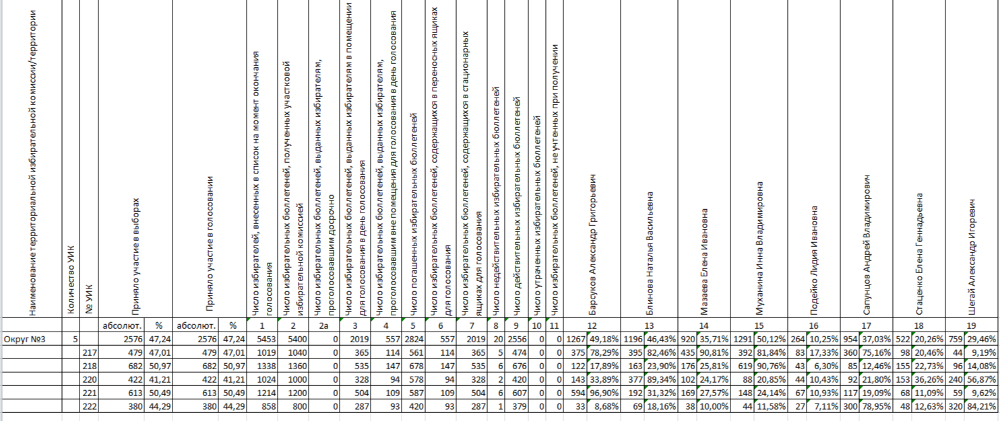 Наименование территориальной избирательной комиссии/территории
Количество УИК
№ УИК
Приняло участие в выборах
Приняло участие в голосовании
Число избирателей, внесенных в список на момент окончания
голосования
Число избирательных бюллетеней, полученных участковой
избирательной комиссией
Число избирательных бюллетеней, выданных избирателям,
проголосовавшим досрочно
Число избирательных бюллетеней, выданных избирателям в помещении
для голосования в день голосования
Число избирательных бюллетеней, выданных избирателям,
проголосовавшим вне помещения для голосования в день голосования
Число погашенных избирательных бюллетеней
Число избирательных бюллетеней, содержащихся в переносных ящиках
для голосования
Число избирательных бюллетеней, содержащихся в стационарных
ящиках для голосования
Число недействительных избирательных бюллетеней
Число действительных избирательных бюллетеней
Число утраченных избирательных бюллетеней
Число избирательных бюллетеней, не учтенных при получении
Барсуков Александр Григорьевич
Блинова Наталья Васильевна
Мазаева Елена Ивановна
Муханина Инна Владимировна
Подейко Лидия Ивановна
Сапунцов Андрей Владимирович
Стаценко Елена Геннадьевна
Шегай Александр Игоревич
абсолют. % абсолют. % 1 2 2а 3 4 5 6 7 8 9 10 11 12 13 14 15 16 17 18 19
Округ №3 5 2576 47,24 2576 47,24 5453 5400 0 2019 557 2824 557 2019 20 2556 0 0 1267 49,18% 1196 46,43% 920 35,71% 1291 50,12% 264 10,25% 954 37,03% 522 20,26% 759 29,46%
217 479 47,01 479 47,01 1019 1040 0 365 114 561 114 365 5 474 0 0 375 78,29% 395 82,46% 435 90,81% 392 81,84% 83 17,33% 360 75,16% 98 20,46% 44 9,19%
218 682 50,97 682 50,97 1338 1360 0 535 147 678 147 535 6 676 0 0 122 17,89% 163 23,90% 176 25,81% 619 90,76% 43 6,30% 85 12,46% 155 22,73% 96 14,08%
220 422 41,21 422 41,21 1024 1000 0 328 94 578 94 328 2 420 0 0 143 33,89% 377 89,34% 102 24,17% 88 20,85% 44 10,43% 92 21,80% 153 36,26% 240 56,87%
221 613 50,49 613 50,49 1214 1200 0 504 109 587 109 504 6 607 0 0 594 96,90% 192 31,32% 169 27,57% 148 24,14% 67 10,93% 117 19,09% 68 11,09% 59 9,62%
222 380 44,29 380 44,29 858 800 0 287 93 420 93 287 1 379 0 0 33 8,68% 69 18,16% 38 10,00% 44 11,58% 27 7,11% 300 78,95% 48 12,63% 320 84,21%